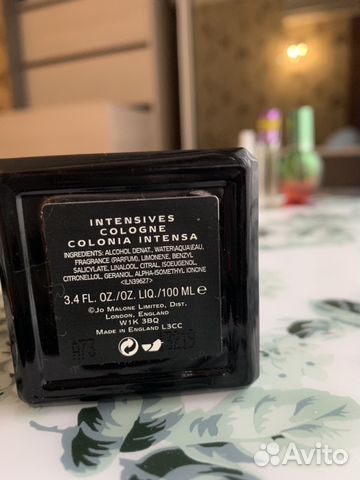 INTENSIVES
COLOGNE
COLONIA INTENSA
INGREDIENTS: ALCOHOL DENAT., WATER\AQUA\EAU,
FRAGRANCE (PARFUM), LIMONENE, BENZYL
SALICYLATE, LINALOOL, CITRAL, ISOEUGENOL,
CITRONELLOL, GERANIOL, ALPHA-ISOMETHYL IONONE
<ILN39627>
3.4 FL. OZ./OZ. LIQ./100 ML ℮
©JO MALONE LIMITED, DIST.
LONDON, ENGLAND
W1K 3BQ
MADE IN ENGLAND L3CC
A73
Avito